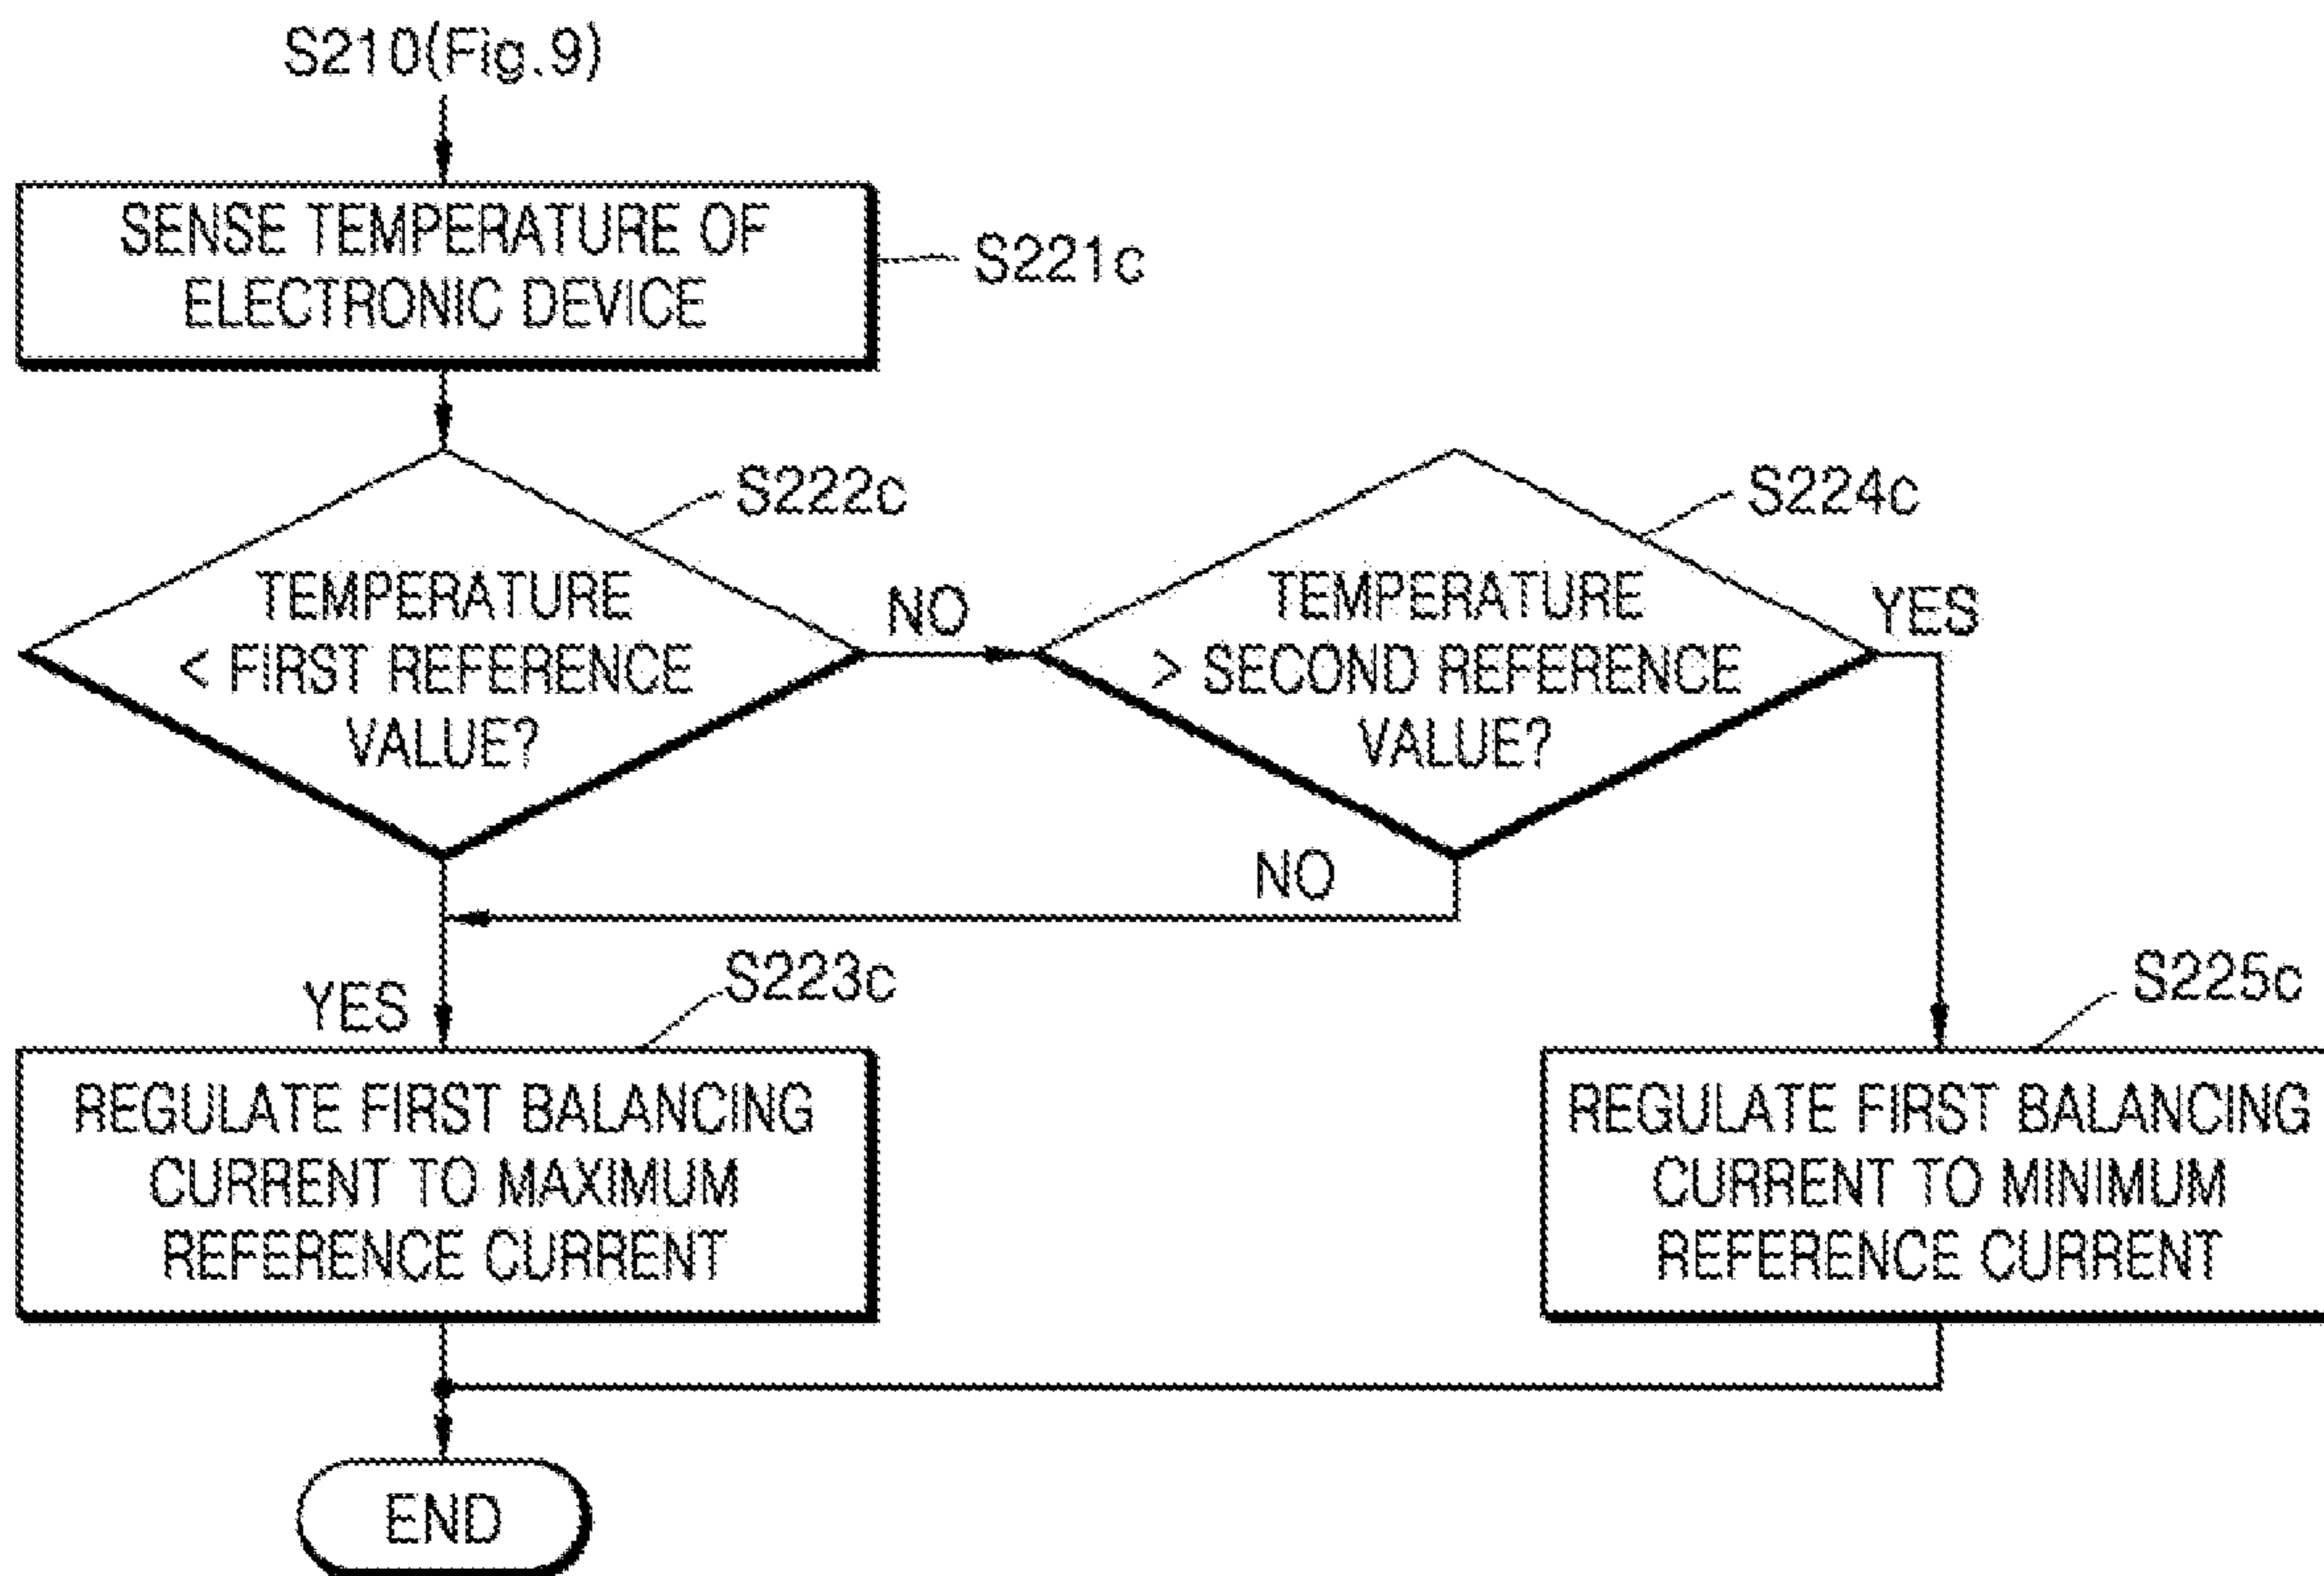 S210(Fig.9)
SENSE TEMPERATURE OF
ELECTRONIC DEVICE
S221c
S222c
TEMPERATURE
< FIRST REFERENCE
VALUE?
NO
S224c
TEMPERATURE
> SECOND REFERENCE
VALUE?
YES
NO
YES
S223c
REGULATE FIRST BALANCING
CURRENT TO MAXIMUM
REFERENCE CURRENT
S225c
REGULATE FIRST BALANCING
CURRENT TO MINIMUM
REFERENCE CURRENT
END